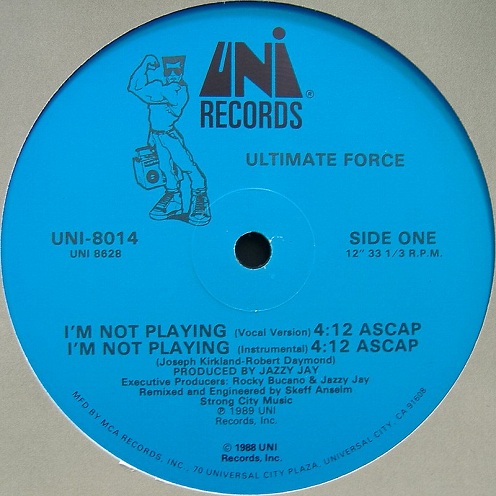 UNI®
RECORDS
ULTIMATE FORCE
UNI-8014
UNI 8628
SIDE ONE
12" 33 1/3 R.P.M.
I'M NOT PLAYING (Vocal Version) 4:12 ASCAP
I'M NOT PLAYING (Instrumental) 4:12 ASCAP
(Joseph Kirkland-Robert Daymond)
PRODUCED BY JAZZY JAY
Executive Producers: Rocky Bucano & Jazzy Jay
Remixed and Engineered by Skeff Anselm
Strong City Music
℗ 1989 UNI
Records, Inc.
© 1988 UNI
Records, Inc.
MFD BY MCA RECORDS, INC., 70 UNIVERSAL CITY PLAZA, UNIVERSAL CITY, CA 91608